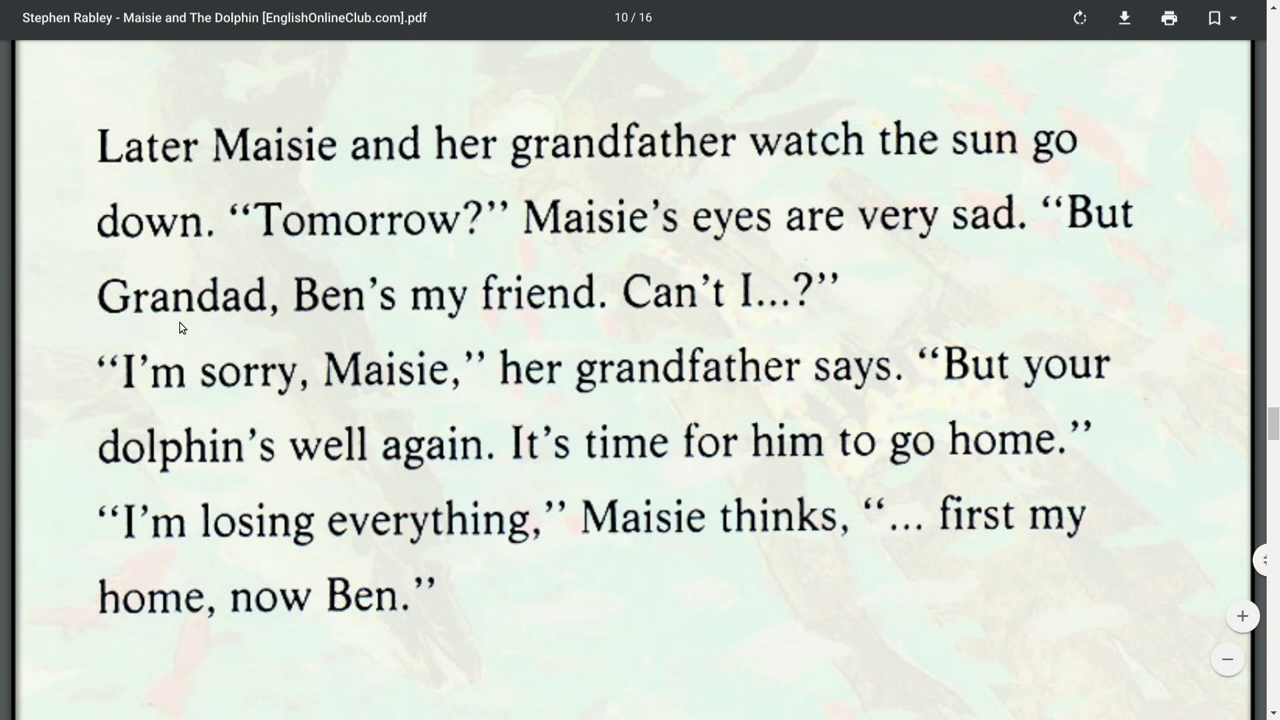 Stephen Rabley - Maisie and The Dolphin [EnglishOnlineClub.com].pdf
10 / 16
Later Maisie and her grandfather watch the sun go
down. “Tomorrow?” Maisie’s eyes are very sad. “But
Grandad, Ben’s my friend. Can’t I...?”
“I’m sorry, Maisie,” her grandfather says. “But your
dolphin’s well again. It’s time for him to go home.”
“I’m losing everything,” Maisie thinks, “... first my
home, now Ben.”